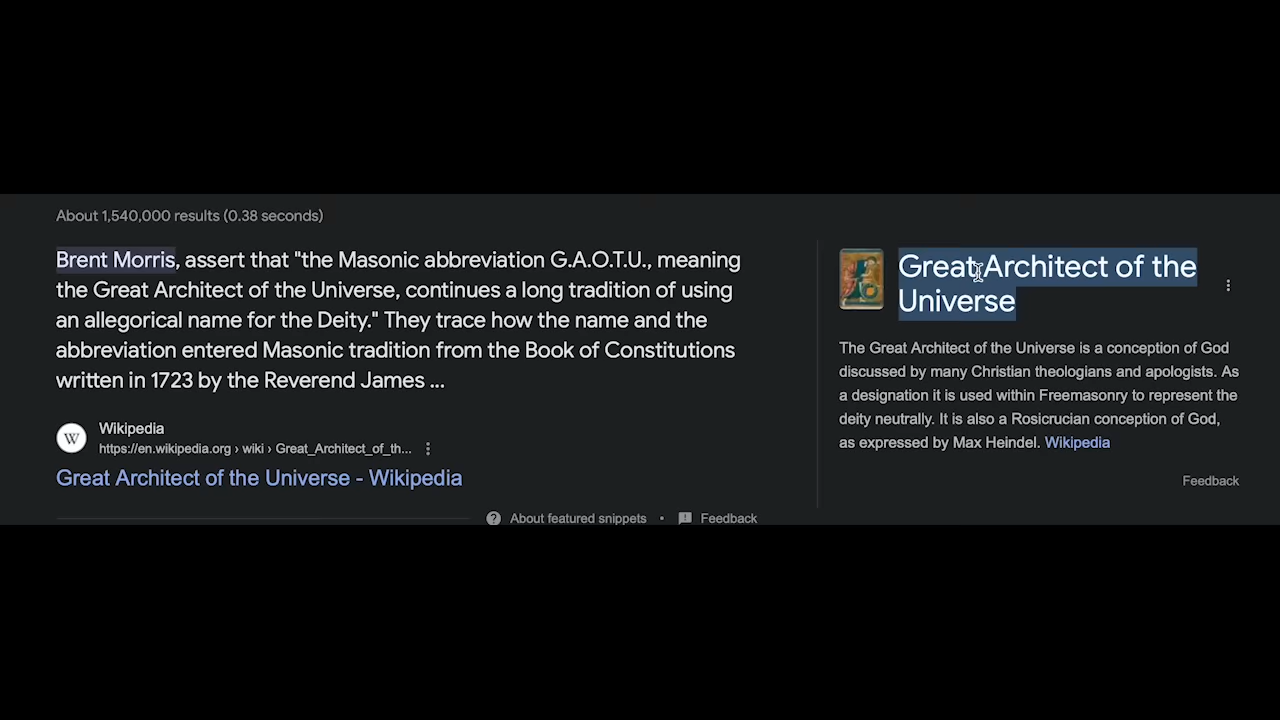 About 1,540,000 results (0.38 seconds)
Brent Morris, assert that "the Masonic abbreviation G.A.O.T.U., meaning
the Great Architect of the Universe, continues a long tradition of using
an allegorical name for the Deity." They trace how the name and the
abbreviation entered Masonic tradition from the Book of Constitutions
written in 1723 by the Reverend James ...
W
Wikipedia
https://en.wikipedia.org › wiki › Great_Architect_of_th...
Great Architect of the Universe - Wikipedia
About featured snippets • Feedback
Great Architect of the
Universe
The Great Architect of the Universe is a conception of God
discussed by many Christian theologians and apologists. As
a designation it is used within Freemasonry to represent the
deity neutrally. It is also a Rosicrucian conception of God,
as expressed by Max Heindel. Wikipedia
Feedback